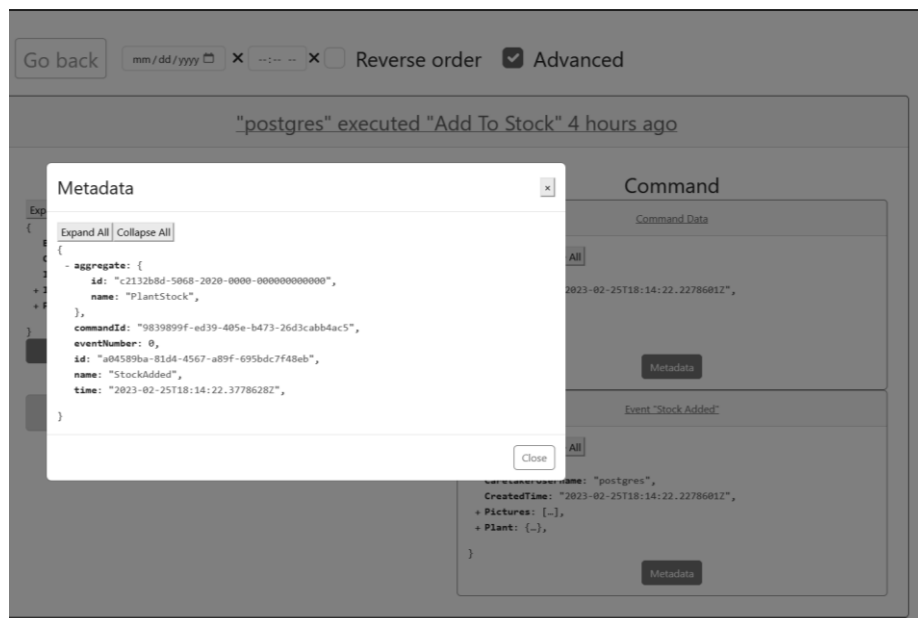 Go back mm/dd/yyyy × --:-- -- × Reverse order Advanced
"postgres" executed "Add To Stock" 4 hours ago
Metadata
×
Expand All Collapse All
{
- aggregate: {
id: "c2132b8d-5068-2020-0000-000000000000",
name: "PlantStock",
},
commandId: "9839899f-ed39-405e-b473-26d3cabb4ac5",
eventNumber: 0,
id: "a04589ba-81d4-4567-a89f-695bdc7f48eb",
name: "StockAdded",
time: "2023-02-25T18:14:22.3778628Z",
}
Close
Exp
{
+
+
}
Command
Command Data
All
2023-02-25T18:14:22.2278601Z",
Metadata
Event "Stock Added"
All
CaretakerUsername: "postgres",
CreatedTime: "2023-02-25T18:14:22.2278601Z",
+ Pictures: […],
+ Plant: {…},
}
Metadata